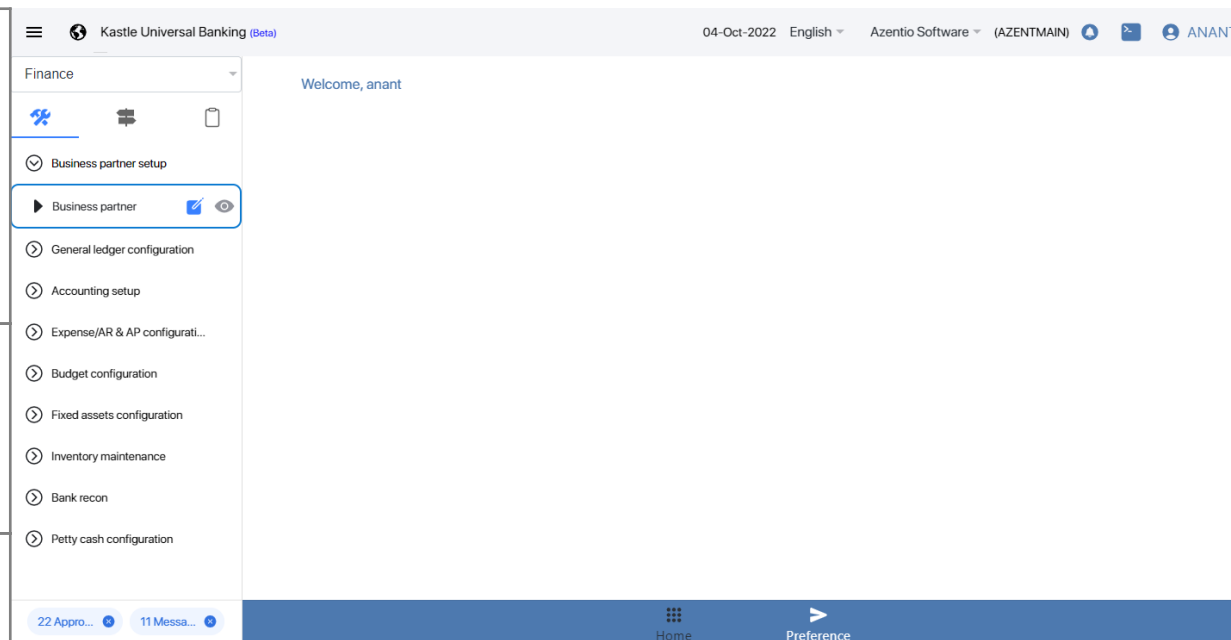 Kastle Universal Banking (Beta)
04-Oct-2022 English Azentio Software (AZENTMAIN) ANANT
Finance
Welcome, anant
Business partner setup
Business partner
General ledger configuration
Accounting setup
Expense/AR & AP configurati...
Budget configuration
Fixed assets configuration
Inventory maintenance
Bank recon
Petty cash configuration
22 Appro... 11 Messa...
Home Preference